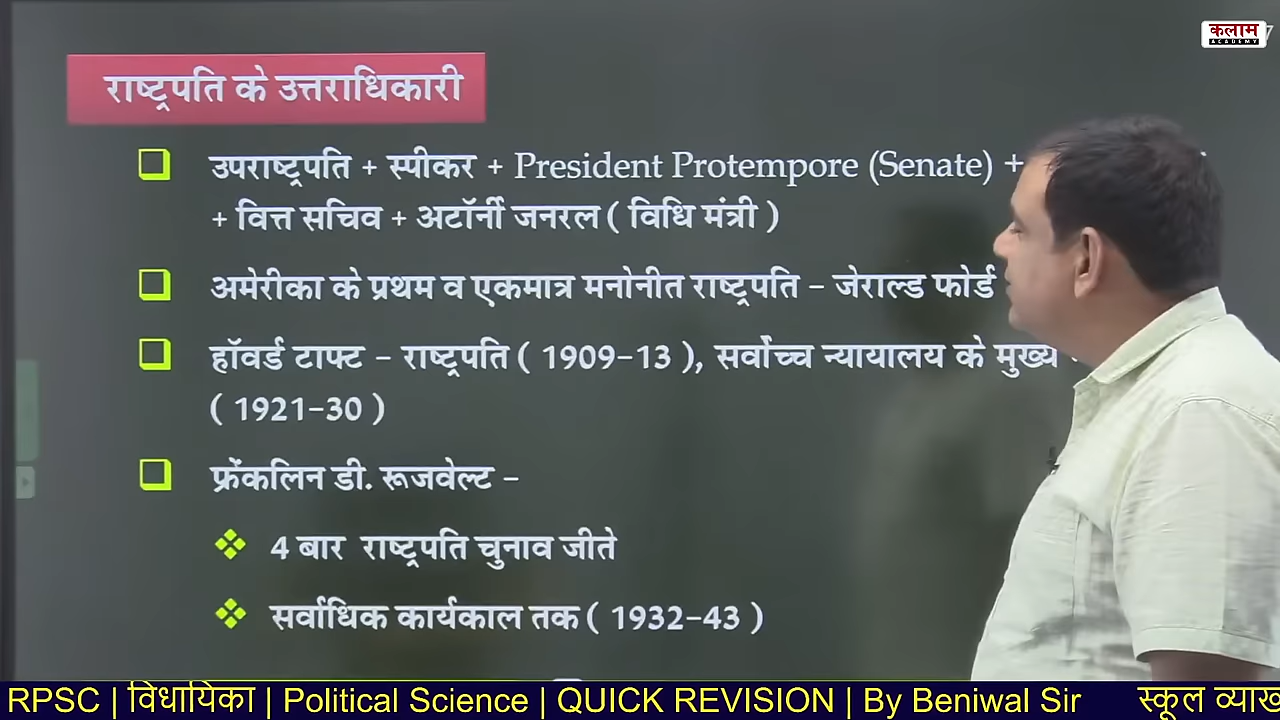 कलाम
ACADEMY
राष्ट्रपति के उत्तराधिकारी
उपराष्ट्रपति + स्पीकर + President Protempore (Senate) +
+ वित्त सचिव + अटॉर्नी जनरल ( विधि मंत्री )
अमेरीका के प्रथम व एकमात्र मनोनीत राष्ट्रपति – जेराल्ड फोर्ड
हॉवर्ड टाफ्ट – राष्ट्रपति ( 1909–13 ), सर्वोच्च न्यायालय के मुख्य
( 1921–30 )
फ्रेंकलिन डी. रूजवेल्ट –
4 बार राष्ट्रपति चुनाव जीते
सर्वाधिक कार्यकाल तक ( 1932–43 )
RPSC | विधायिका | Political Science | QUICK REVISION | By Beniwal Sir स्कूल